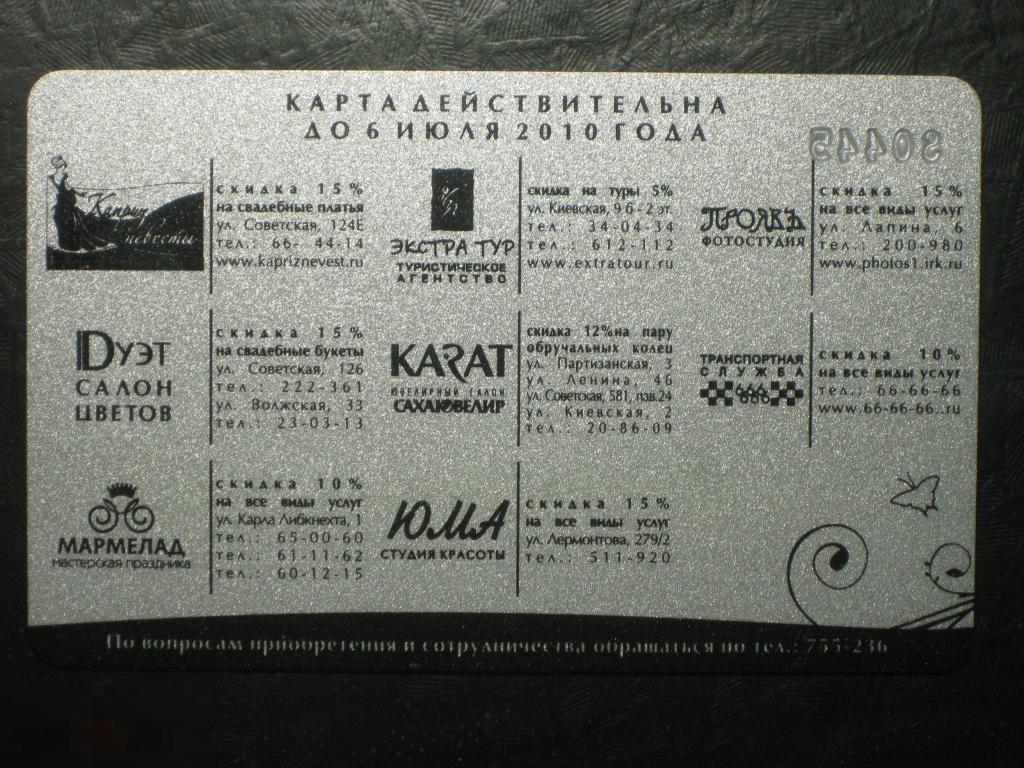 КАРТА ДЕЙСТВИТЕЛЬНА
ДО 6 ИЮЛЯ 2010 ГОДА
80445
Каприз
невесты
скидка 15%
на свадебные платья
ул. Советская, 124Е
тел.: 66- 44-14
www.kapriznevest.ru
ЭКСТРА ТУР
ТУРИСТИЧЕСКОЕ
АГЕНТСТВО
скидка на туры 5%
ул. Киевская, 9б-2 эт.
тел.: 34-04-34
тел.: 612-112
www.extratour.ru
ПРОЯВЪ
ФОТОСТУДИЯ
скидка 15%
на все виды услуг
ул. Лапина, 6
тел.: 200-980
www.photos1.irk.ru
ДУЭТ
САЛОН
ЦВЕТОВ
скидка 15%
на свадебные букеты
ул. Советская, 126
тел.: 222-361
ул. Волжская, 33
тел.: 23-03-13
KARAT
ЮВЕЛИРНЫЙ САЛОН
САХАЮВЕЛИР
скидка 12%на пару
обручальных колец
ул. Партизанская, 3
ул. Ленина, 46
ул.Советская, 581, пав.24
ул. Киевская, 2
тел.: 20-86-09
ТРАНСПОРТНАЯ
СЛУЖБА
666
666
скидка 10%
на все виды услуг
тел.: 66-66-66
www.66-66-66..ru
МАРМЕЛАД
мастерская праздника
скидка 10%
на все виды услуг
ул. Карла Либкнехта, 1
тел.: 65-00-60
тел.: 61-11-62
тел.: 60-12-15
ЮМА
СТУДИЯ КРАСОТЫ
скидка 15%
на все виды услуг
ул. Лермонтова, 279/2
тел.: 511-920
По вопросам приобретения и сотрудничества обращаться по тел.: 755-236